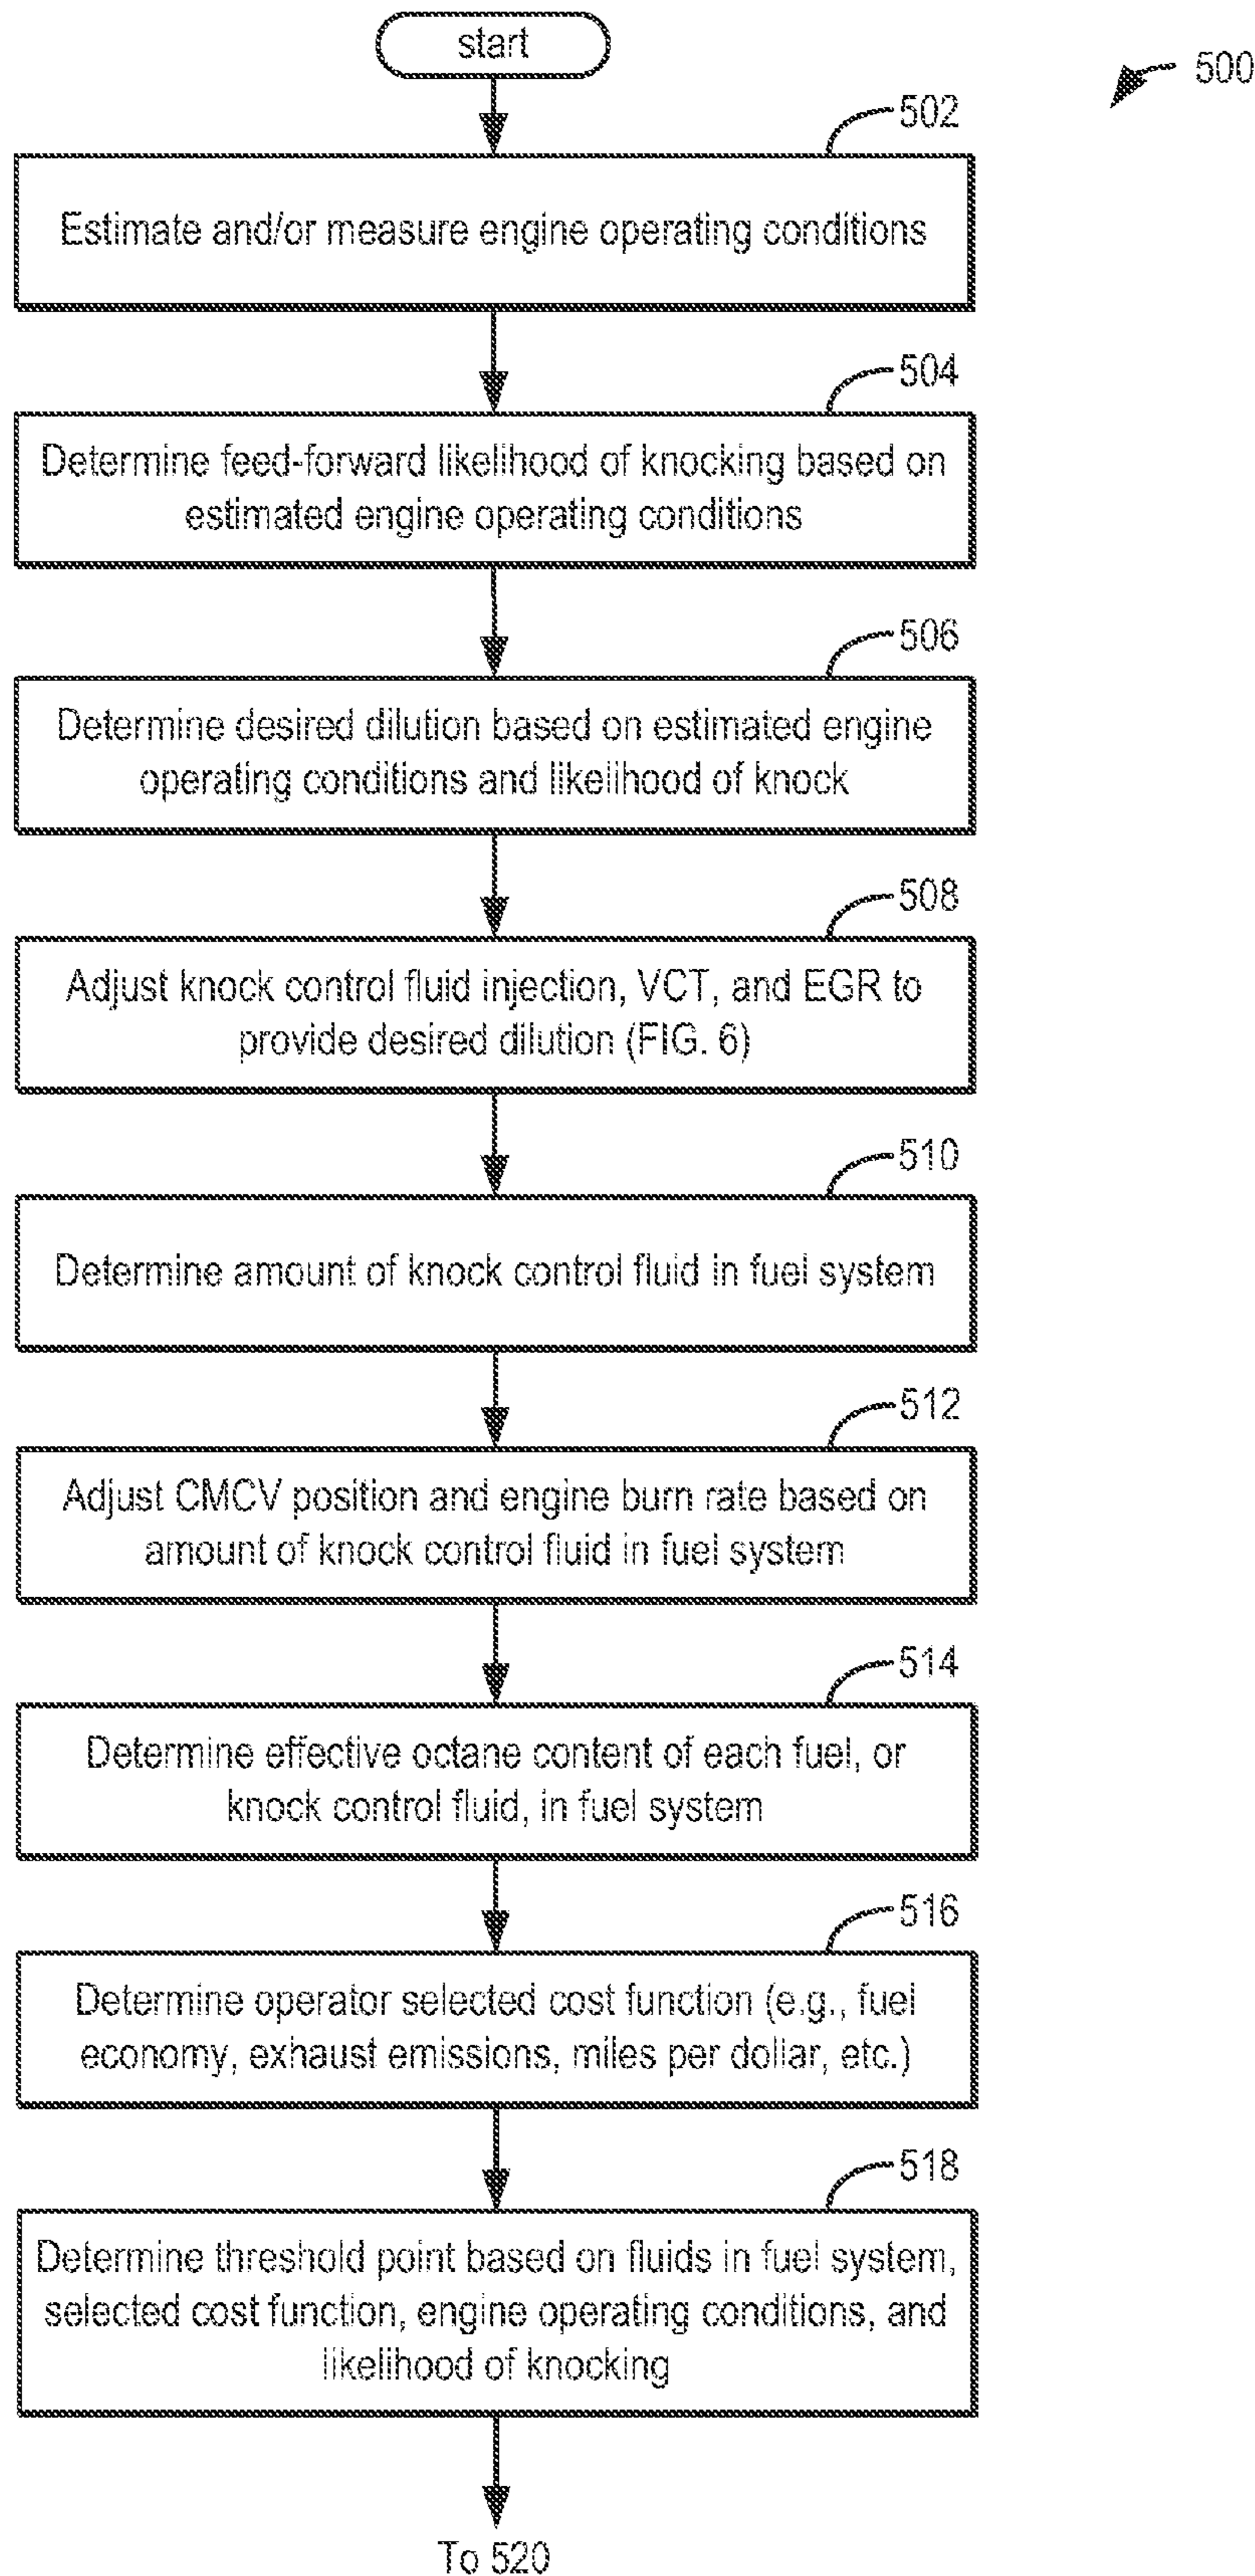 start
500
502
Estimate and/or measure engine operating conditions
504
Determine feed-forward likelihood of knocking based on
estimated engine operating conditions
506
Determine desired dilution based on estimated engine
operating conditions and likelihood of knock
508
Adjust knock control fluid injection, VCT, and EGR to
provide desired dilution (FIG. 6)
510
Determine amount of knock control fluid in fuel system
512
Adjust CMCV position and engine burn rate based on
amount of knock control fluid in fuel system
514
Determine effective octane content of each fuel, or
knock control fluid, in fuel system
516
Determine operator selected cost function (e.g., fuel
economy, exhaust emissions, miles per dollar, etc.)
518
Determine threshold point based on fluids in fuel system,
selected cost function, engine operating conditions, and
likelihood of knocking
To 520